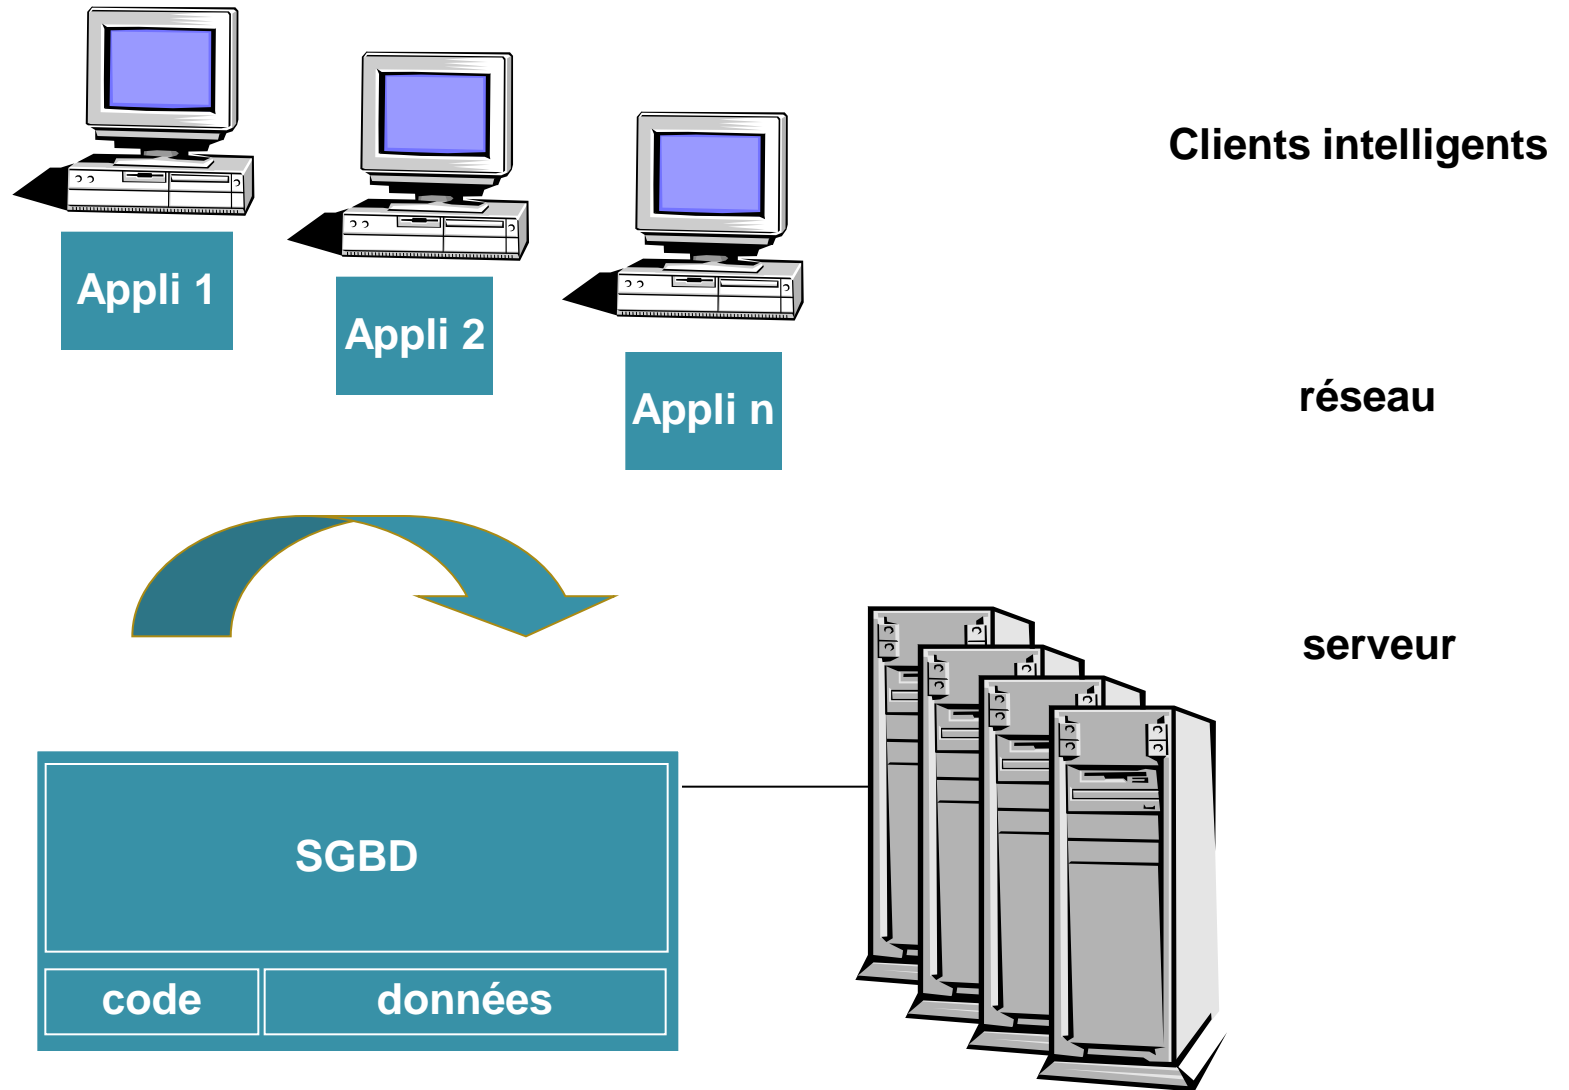 Clients intelligents
Appli 1
Appli 2
Appli n
réseau
serveur
SGBD
code
données